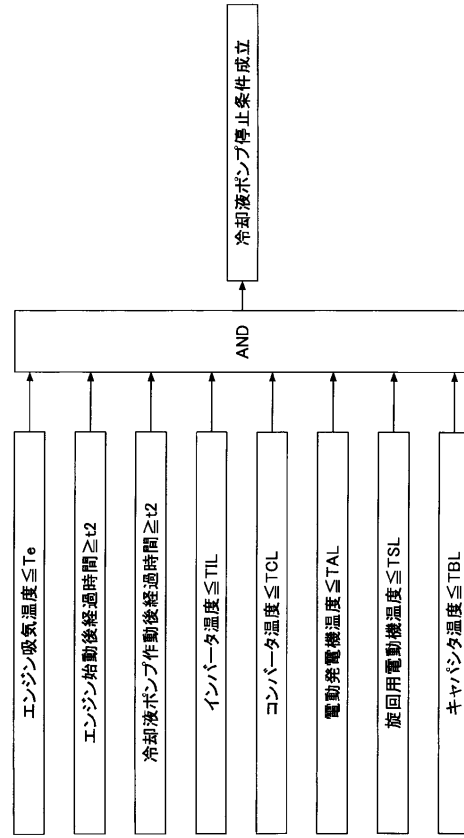 エンジン吸気温度≦Te
エンジン始動後経過時間≧t2
冷却液ポンプ作動後経過時間≧t2
インバータ温度≦TIL
コンバータ温度≦TCL
電動発電機温度≦TAL
旋回用電動機温度≦TSL
キャパシタ温度≦TBL
AND
冷却液ポンプ停止条件成立